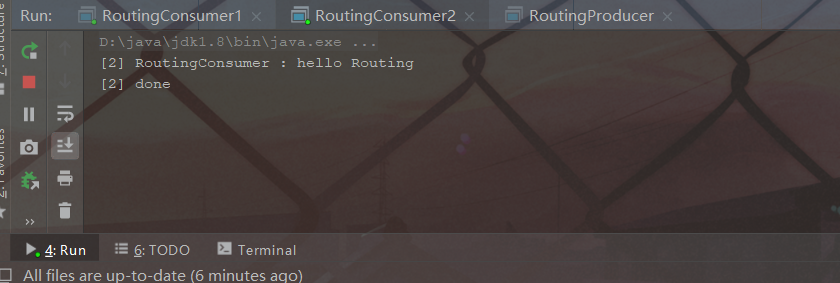 Run: RoutingConsumer1 × RoutingConsumer2 × RoutingProducer ×
D:\java\jdk1.8\bin\java.exe ...
[2] RoutingConsumer : hello Routing
[2] done
Z: Structure
2: Favorites
4: Run 6: TODO Terminal
All files are up-to-date (6 minutes ago)